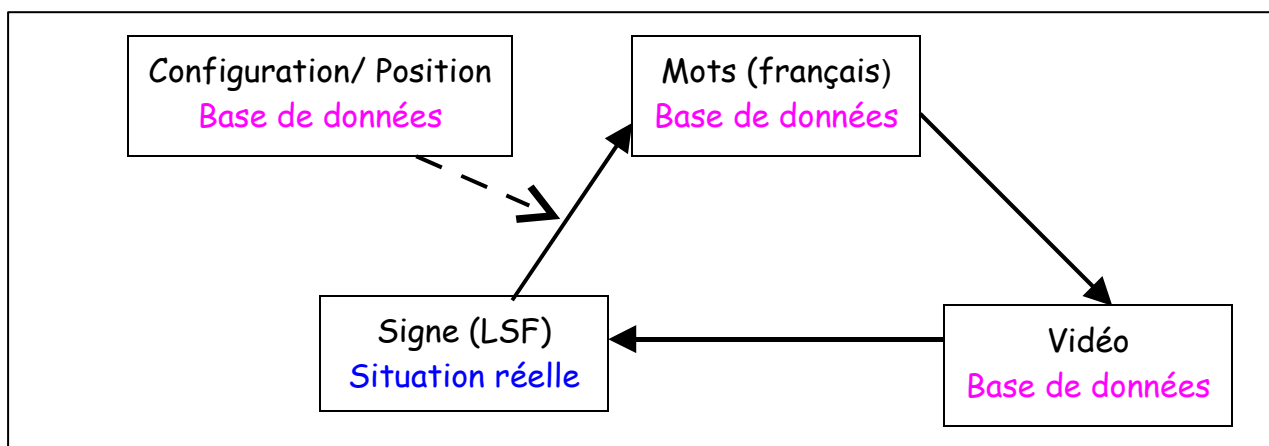 Configuration/ Position
Base de données
Mots (français)
Base de données
Signe (LSF)
Situation réelle
Vidéo
Base de données